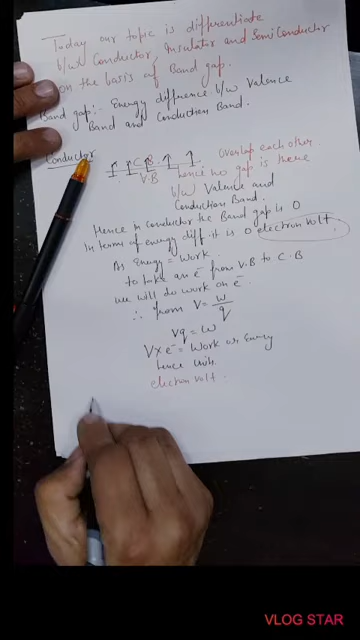 Today our topic is differentiate
b/w Conductor, Insulator and SemiConductor
on the basis of Band gap.
Band gap:- Energy difference b/w Valence
Band and Conduction Band.
Conductor
C.B.
V.B
Overlap each other.
hence no gap is there
b/w Valence and
Conduction Band.
Hence in conductor the Band gap is 0
In terms of energy diff. it is 0 electron volt.
As Energy = Work
to take an e⁻ from V.B to C.B
we will do work on e⁻.
∴ from V = W/q
Vq = W
V x e⁻ = Work or Energy
hence Unit.
electron volt.
VLOG STAR